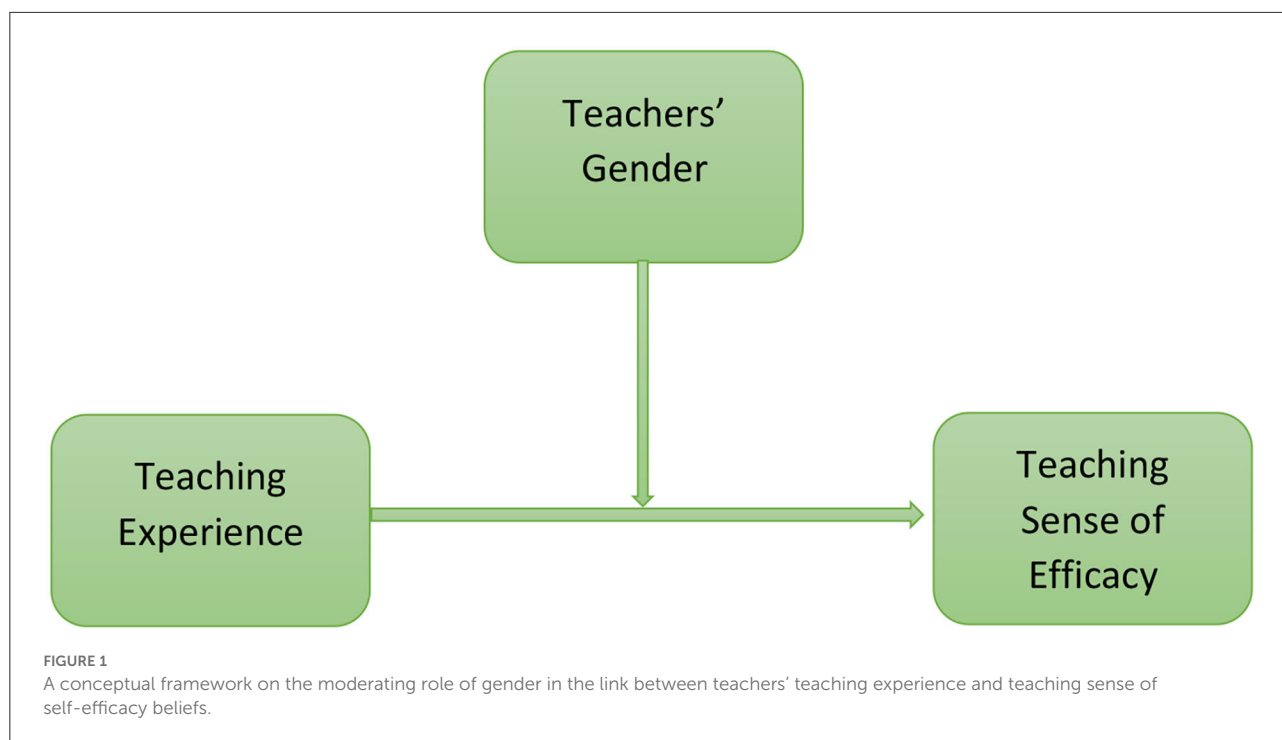 Teachers’
Gender
Teaching
Experience
Teaching
Sense of
Efficacy
FIGURE 1
A conceptual framework on the moderating role of gender in the link between teachers’ teaching experience and teaching sense of
self-efficacy beliefs.